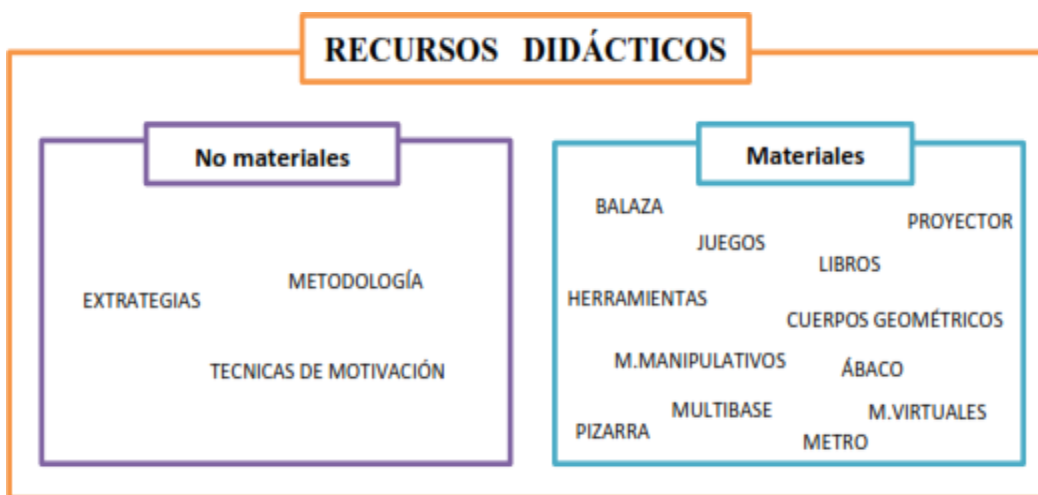 RECURSOS DIDÁCTICOS
No materiales
EXTRATEGIAS
METODOLOGÍA
TECNICAS DE MOTIVACIÓN
Materiales
BALAZA
PROYECTOR
JUEGOS
LIBROS
HERRAMIENTAS
CUERPOS GEOMÉTRICOS
M.MANIPULATIVOS
ÁBACO
MULTIBASE
M.VIRTUALES
PIZARRA
METRO